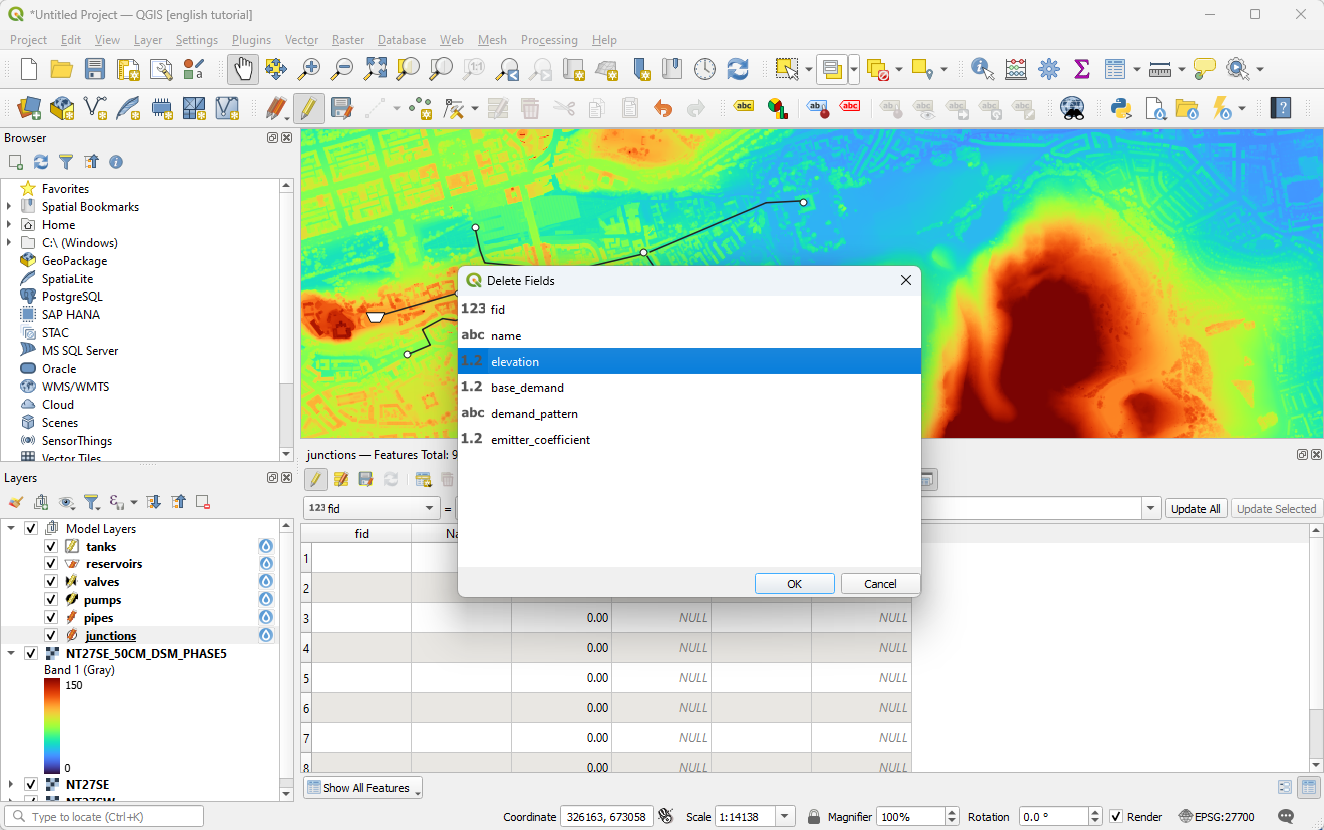 *Untitled Project — QGIS [english tutorial]
Project Edit View Layer Settings Plugins Vector Raster Database Web Mesh Processing Help
Browser
Favorites
Spatial Bookmarks
Home
C:\ (Windows)
GeoPackage
SpatiaLite
PostgreSQL
SAP HANA
STAC
MS SQL Server
Oracle
WMS/WMTS
Cloud
Scenes
SensorThings
Vector Tiles
Layers
Model Layers
tanks
reservoirs
valves
pumps
pipes
junctions
NT27SE_50CM_DSM_PHASE5
Band 1 (Gray)
150
0
NT27SE
NT27SW
Delete Fields
123 fid
abc name
1.2 elevation
1.2 base_demand
abc demand_pattern
1.2 emitter_coefficient
OK Cancel
junctions — Features Total: 9
123 fid = Update All Update Selected
fid Na
1
2
3 0.00 NULL NULL
4 0.00 NULL NULL
5 0.00 NULL NULL
6 0.00 NULL NULL
7 0.00 NULL NULL
8 0.00 NULL NULL
Show All Features
Type to locate (Ctrl+K) Coordinate 326163, 673058 Scale 1:14138 Magnifier 100% Rotation 0.0 ° Render EPSG:27700